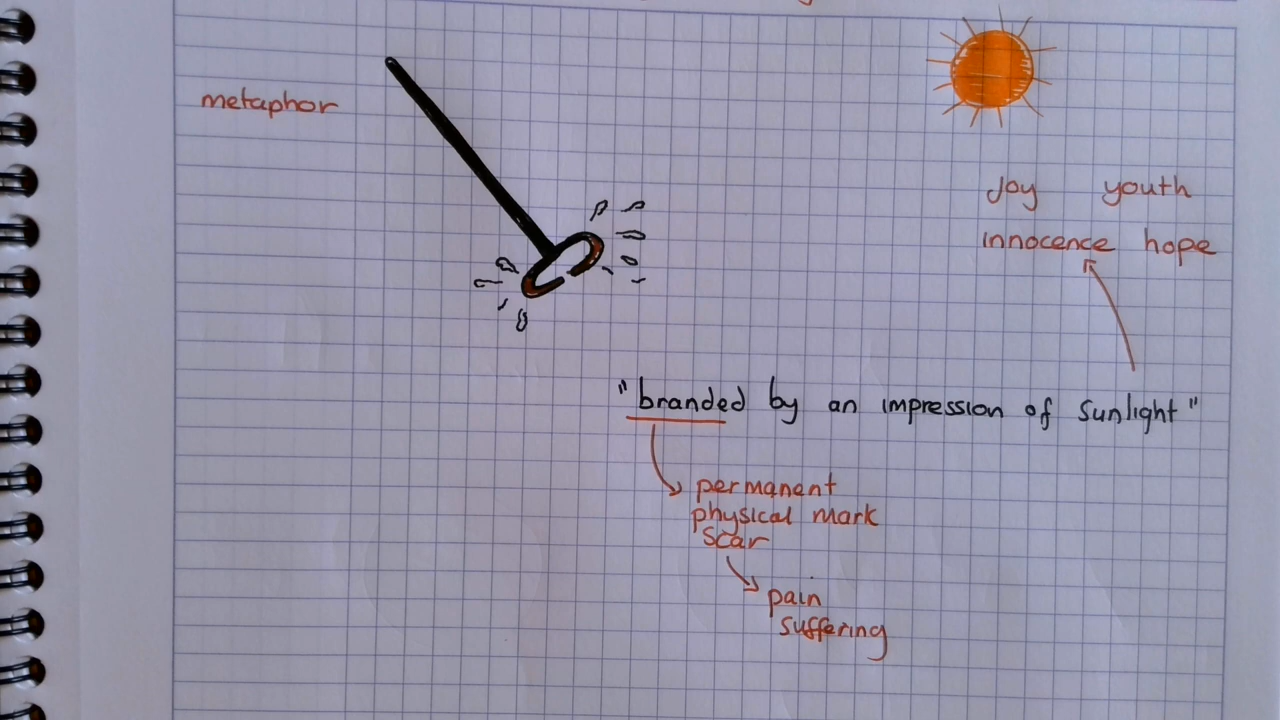 metaphor
Joy youth
innocence hope
"branded by an impression of sunlight"
permanent
physical mark
scar
pain
suffering